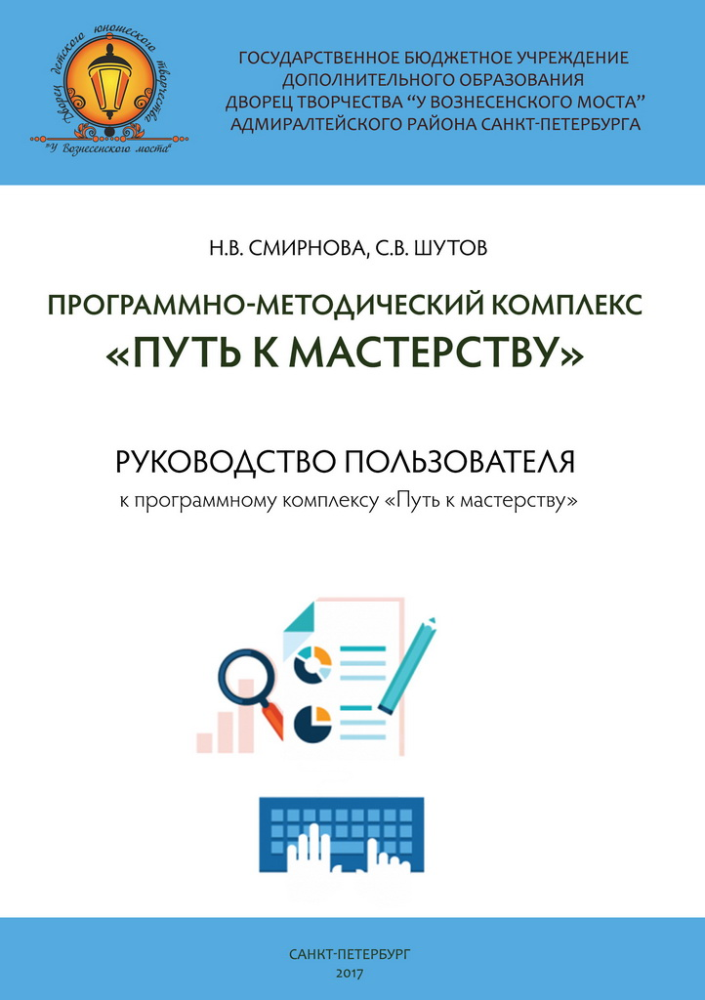 Дворец детского юношеского творчества
"У Вознесенского моста"
ГОСУДАРСТВЕННОЕ БЮДЖЕТНОЕ УЧРЕЖДЕНИЕ
ДОПОЛНИТЕЛЬНОГО ОБРАЗОВАНИЯ
ДВОРЕЦ ТВОРЧЕСТВА “У ВОЗНЕСЕНСКОГО МОСТА”
АДМИРАЛТЕЙСКОГО РАЙОНА САНКТ-ПЕТЕРБУРГА
Н.В. СМИРНОВА, С.В. ШУТОВ
ПРОГРАММНО-МЕТОДИЧЕСКИЙ КОМПЛЕКС
«ПУТЬ К МАСТЕРСТВУ»
РУКОВОДСТВО ПОЛЬЗОВАТЕЛЯ
к программному комплексу «Путь к мастерству»
САНКТ-ПЕТЕРБУРГ
2017